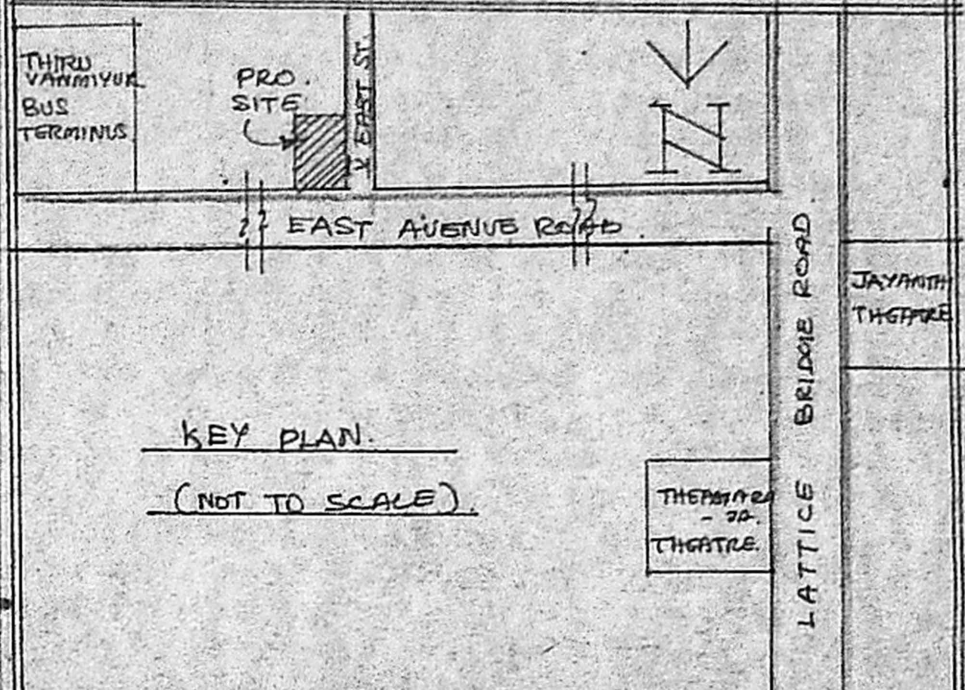 THIRU
VANMIYUR
BUS
TERMINUS
PRO.
SITE
V EAST ST.
N
EAST AVENUE ROAD.
LATTICE BRIDGE ROAD.
JAYANTHI
THEATRE
KEY PLAN.
(NOT TO SCALE).
THEATRE.